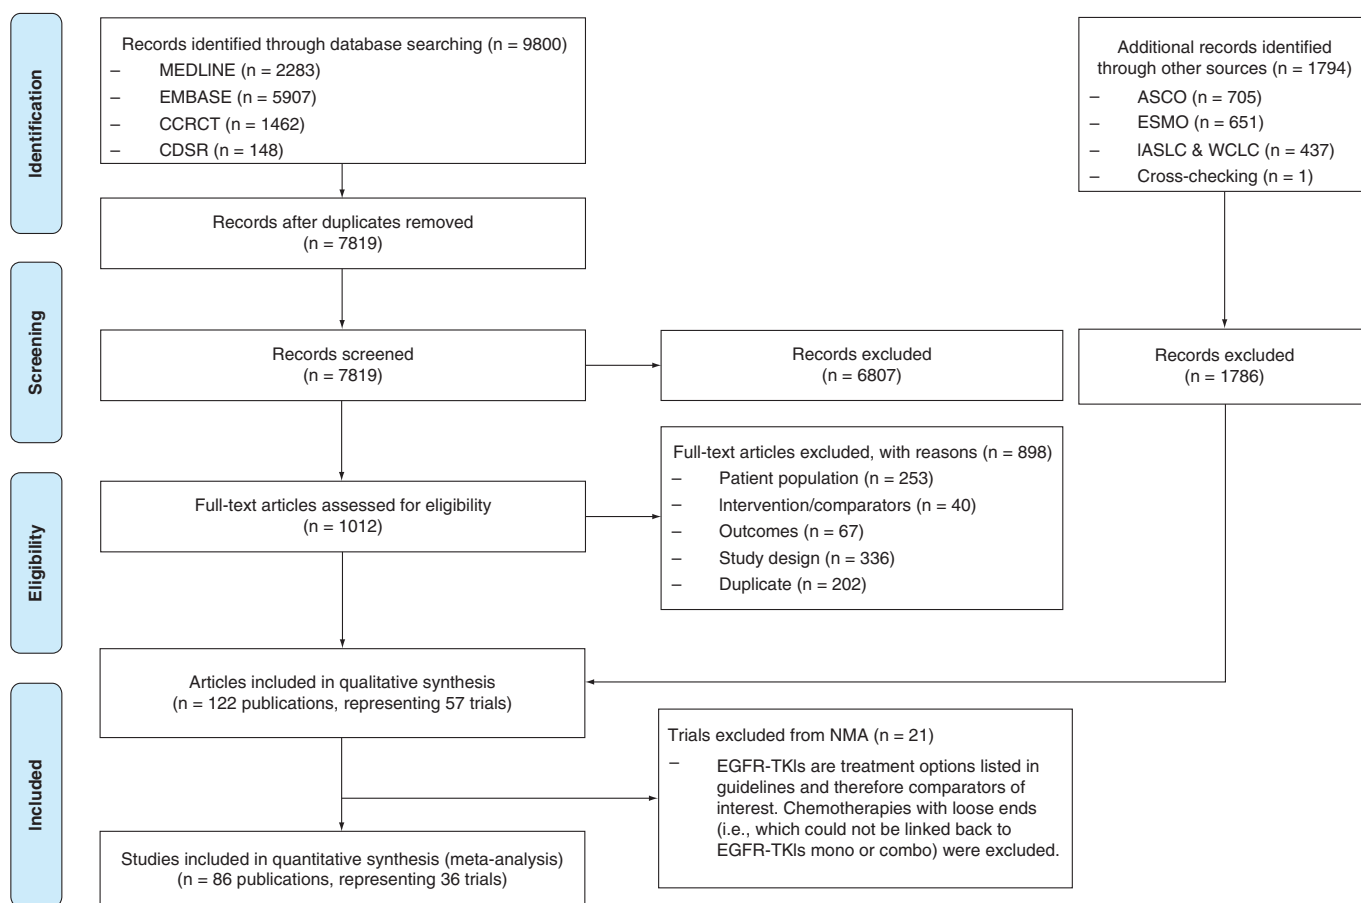 Identification
Records identified through database searching (n = 9800)
– MEDLINE (n = 2283)
– EMBASE (n = 5907)
– CCRCT (n = 1462)
– CDSR (n = 148)
Additional records identified
through other sources (n = 1794)
– ASCO (n = 705)
– ESMO (n = 651)
– IASLC & WCLC (n = 437)
– Cross-checking (n = 1)
Records after duplicates removed
(n = 7819)
Screening
Records screened
(n = 7819)
Records excluded
(n = 6807)
Records excluded
(n = 1786)
Eligibility
Full-text articles assessed for eligibility
(n = 1012)
Full-text articles excluded, with reasons (n = 898)
– Patient population (n = 253)
– Intervention/comparators (n = 40)
– Outcomes (n = 67)
– Study design (n = 336)
– Duplicate (n = 202)
Included
Articles included in qualitative synthesis
(n = 122 publications, representing 57 trials)
Trials excluded from NMA (n = 21)
– EGFR-TKIs are treatment options listed in
guidelines and therefore comparators of
interest. Chemotherapies with loose ends
(i.e., which could not be linked back to
EGFR-TKIs mono or combo) were excluded.
Studies included in quantitative synthesis (meta-analysis)
(n = 86 publications, representing 36 trials)